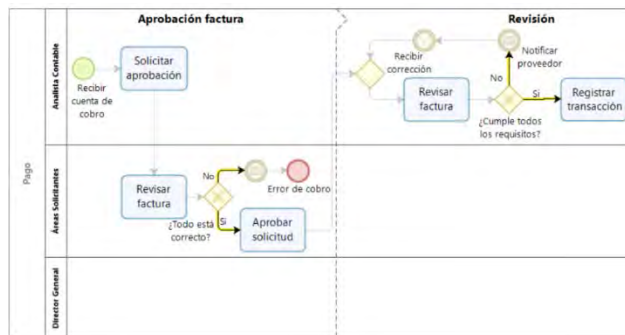 Aprobación factura
Revisión
Pago
Analista Contable
Recibir
cuenta de
cobro
Solicitar
aprobación
Recibir
corrección
Revisar
factura
No
Notificar
proveedor
Si
¿Cumple todos
los requisitos?
Registrar
transacción
Áreas Solicitantes
Revisar
factura
No
¿Todo está
correcto?
Si
Error de cobro
Aprobar
solicitud
Director General